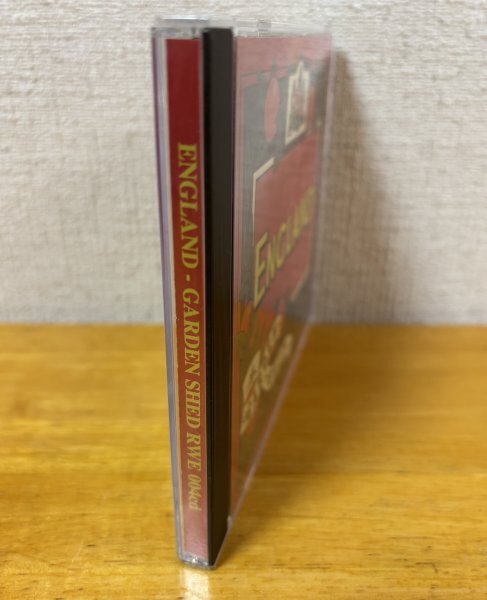 ENGLAND - GARDEN SHED RWE 004cd
ENGLAND